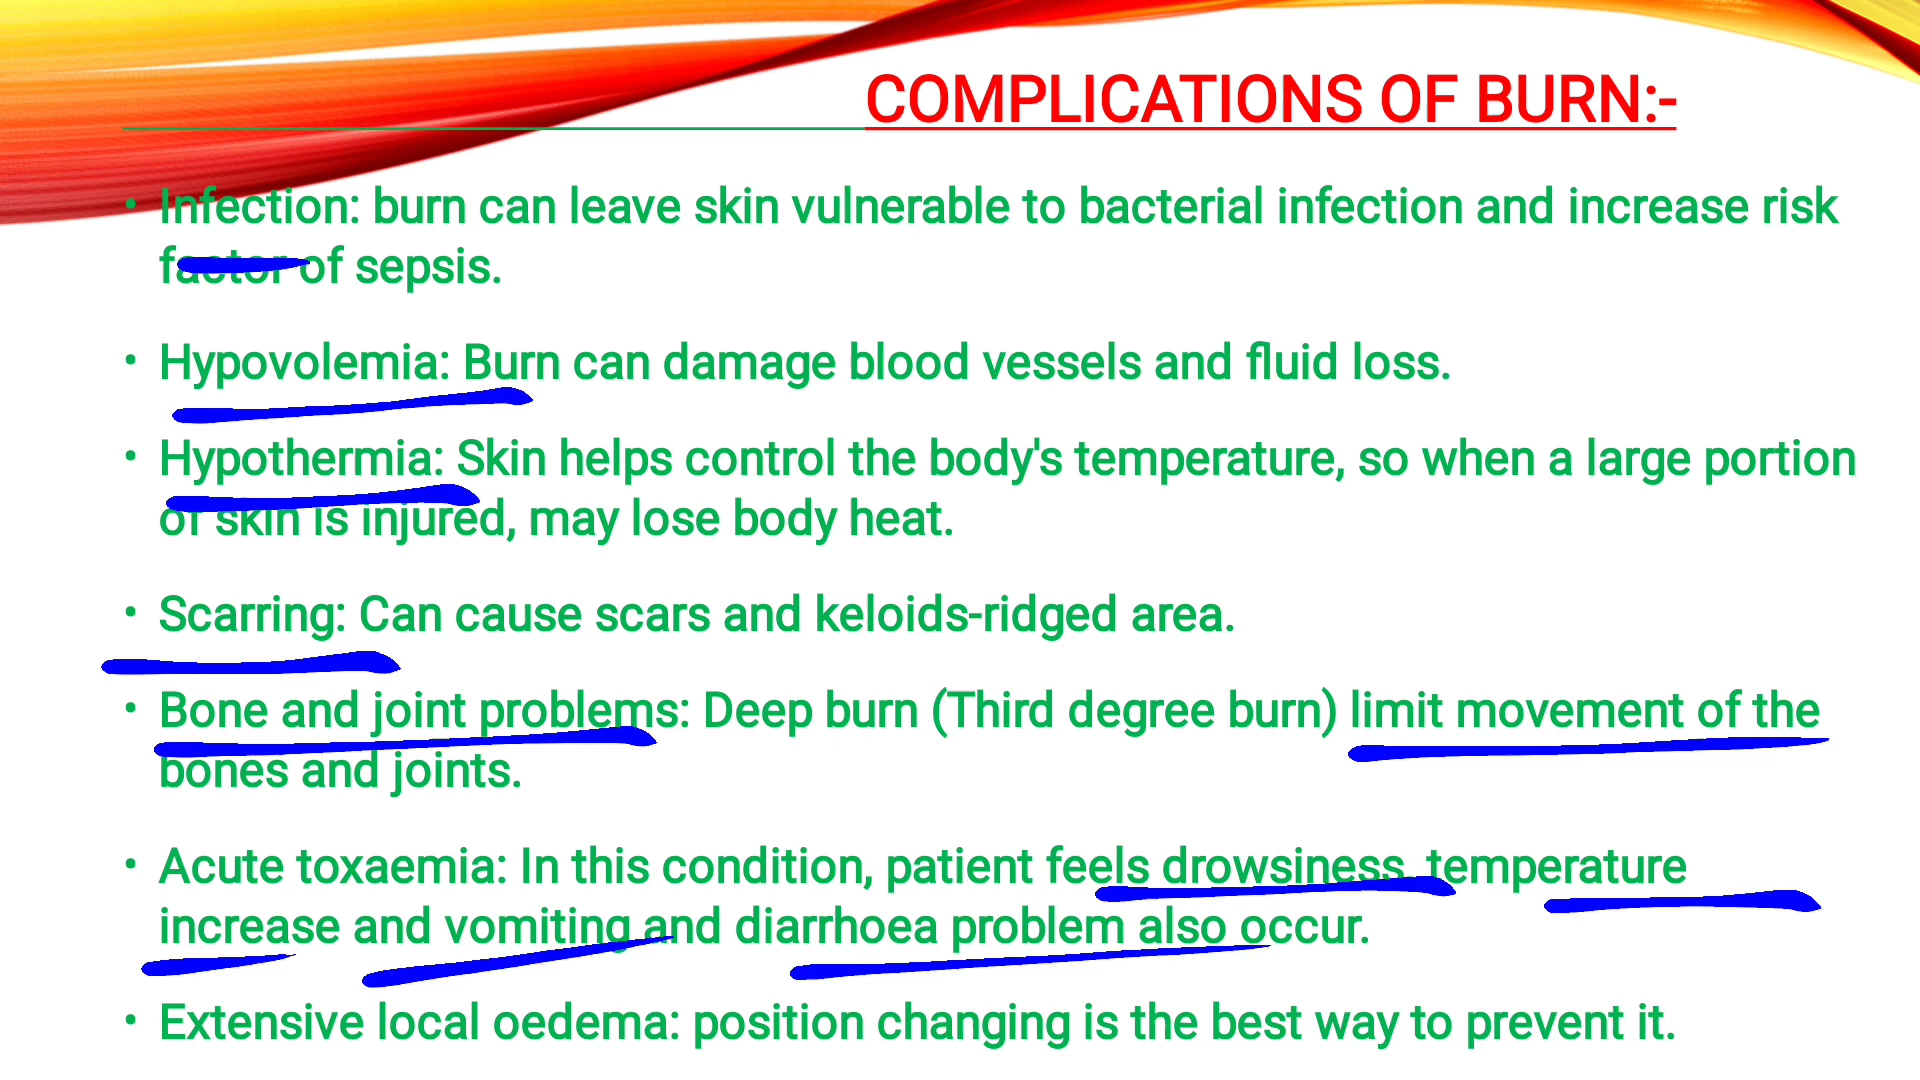 COMPLICATIONS OF BURN:-
• Infection: burn can leave skin vulnerable to bacterial infection and increase risk
factor of sepsis.
• Hypovolemia: Burn can damage blood vessels and fluid loss.
• Hypothermia: Skin helps control the body's temperature, so when a large portion
of skin is injured, may lose body heat.
• Scarring: Can cause scars and keloids-ridged area.
• Bone and joint problems: Deep burn (Third degree burn) limit movement of the
bones and joints.
• Acute toxaemia: In this condition, patient feels drowsiness, temperature
increase and vomiting and diarrhoea problem also occur.
• Extensive local oedema: position changing is the best way to prevent it.